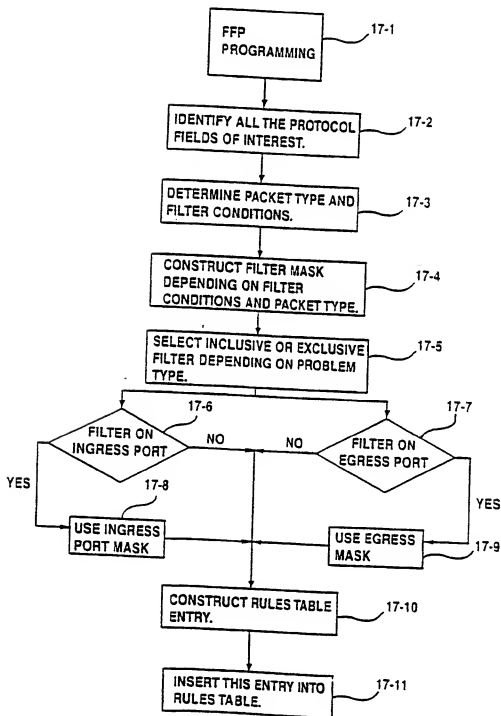 FFP
PROGRAMMING
17-1
IDENTIFY ALL THE PROTOCOL
FIELDS OF INTEREST.
17-2
DETERMINE PACKET TYPE AND
FILTER CONDITIONS.
17-3
CONSTRUCT FILTER MASK
DEPENDING ON FILTER
CONDITIONS AND PACKET TYPE.
17-4
SELECT INCLUSIVE OR EXCLUSIVE
FILTER DEPENDING ON PROBLEM
TYPE.
17-5
17-6
FILTER ON
INGRESS PORT
NO
YES
17-7
FILTER ON
EGRESS PORT
NO
YES
17-8
USE INGRESS
PORT MASK
USE EGRESS
MASK
17-9
CONSTRUCT RULES TABLE
ENTRY.
17-10
INSERT THIS ENTRY INTO
RULES TABLE.
17-11